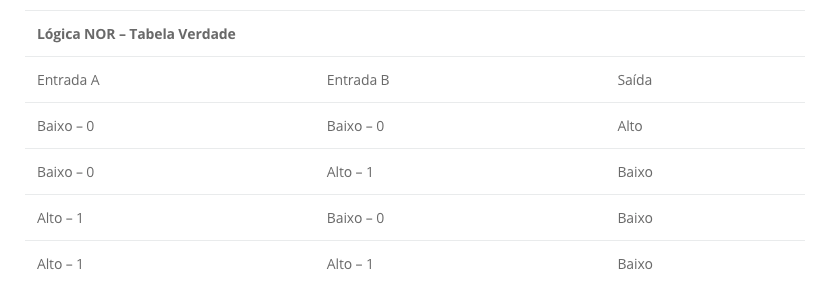 Lógica NOR – Tabela Verdade
Entrada A Entrada B Saída
Baixo – 0 Baixo – 0 Alto
Baixo – 0 Alto – 1 Baixo
Alto – 1 Baixo – 0 Baixo
Alto – 1 Alto – 1 Baixo